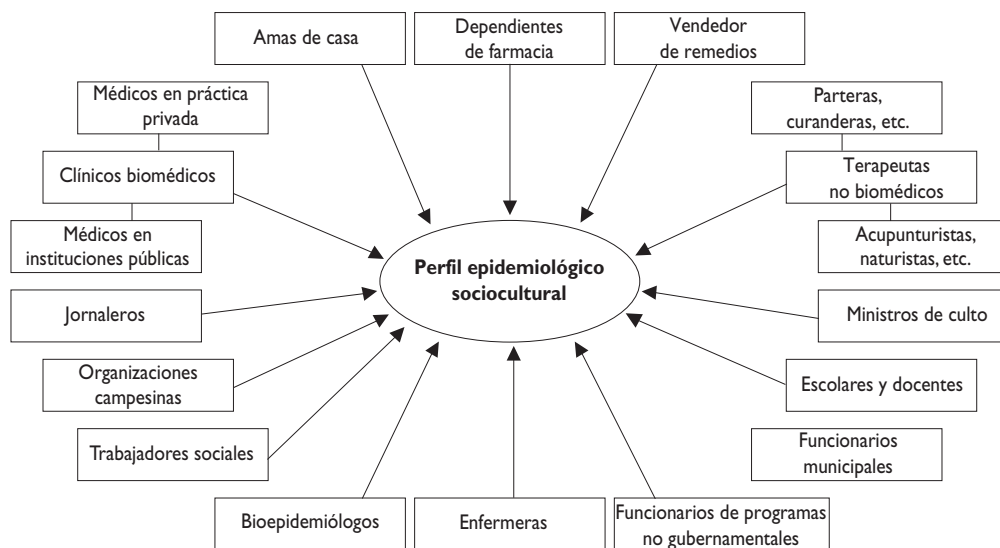 Amas de casa
Dependientes
de farmacia
Vendedor
de remedios
Médicos en práctica
privada
Parteras,
curanderas, etc.
Clínicos biomédicos
Terapeutas
no biomédicos
Médicos en
instituciones públicas
Acupunturistas,
naturistas, etc.
Perfil epidemiológico
sociocultural
Jornaleros
Ministros de culto
Organizaciones
campesinas
Escolares y docentes
Trabajadores sociales
Funcionarios
municipales
Bioepidemiólogos
Enfermeras
Funcionarios de programas
no gubernamentales